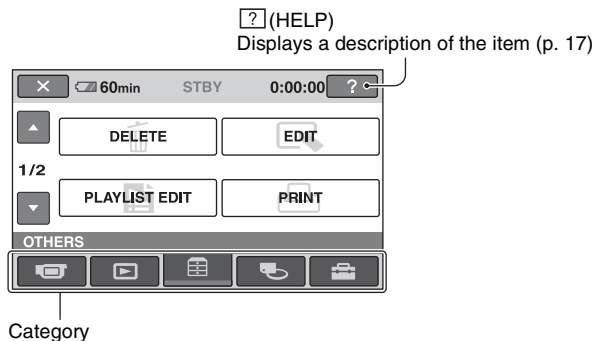 ? (HELP)
Displays a description of the item (p. 17)
60min STBY 0:00:00 ?
DELETE EDIT
1/2
PLAYLIST EDIT PRINT
OTHERS
Category